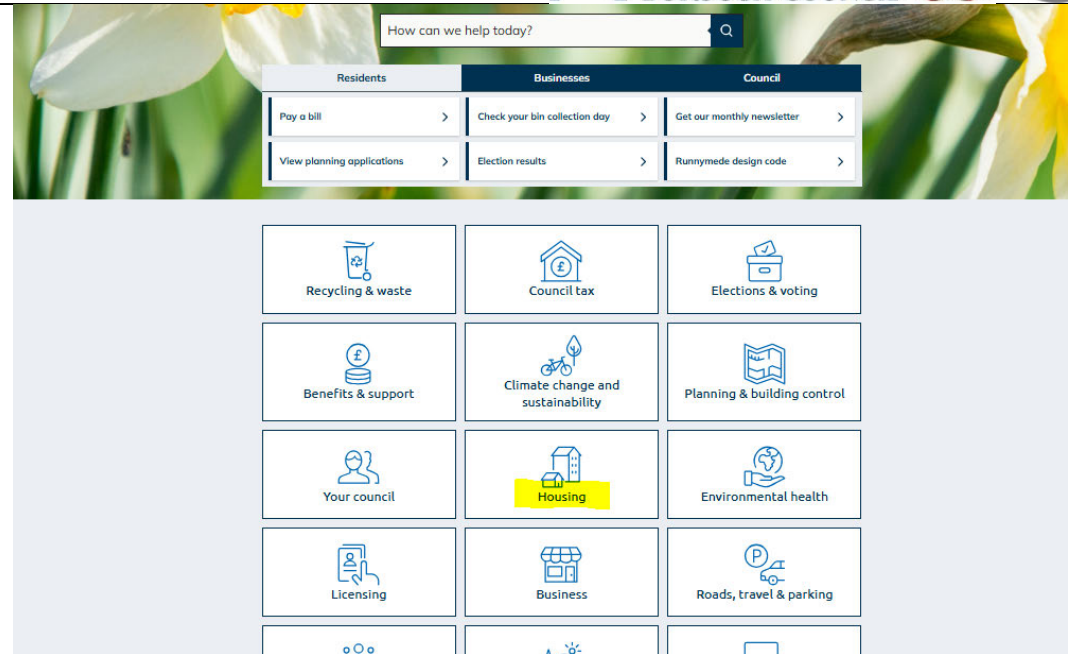 How can we help today?
Residents
Businesses
Council
Pay a bill
Check your bin collection day
Get our monthly newsletter
View planning applications
Election results
Runnymede design code
Recycling & waste
Council tax
Elections & voting
Benefits & support
Climate change and
sustainability
Planning & building control
Your council
Housing
Environmental health
Licensing
Business
Roads, travel & parking